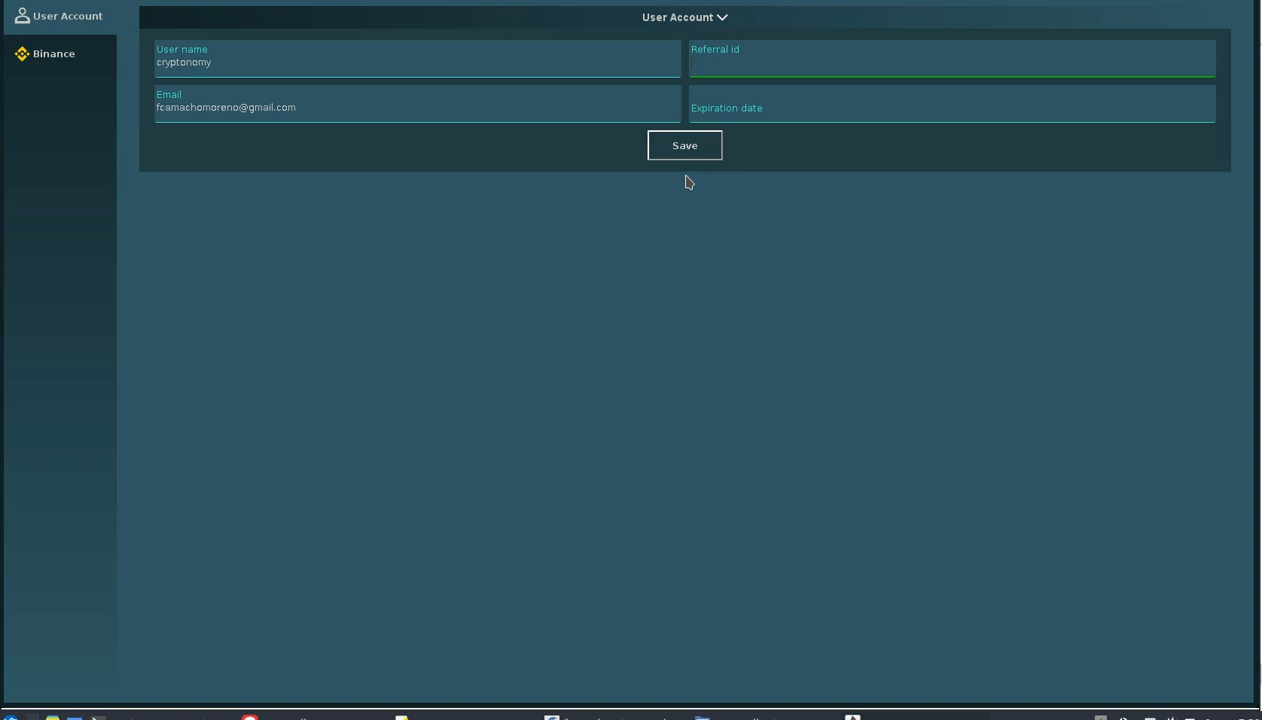 User Account
Binance
User Account
User name
cryptonomy
Referral id
Email
fcamachomoreno@gmail.com
Expiration date
Save